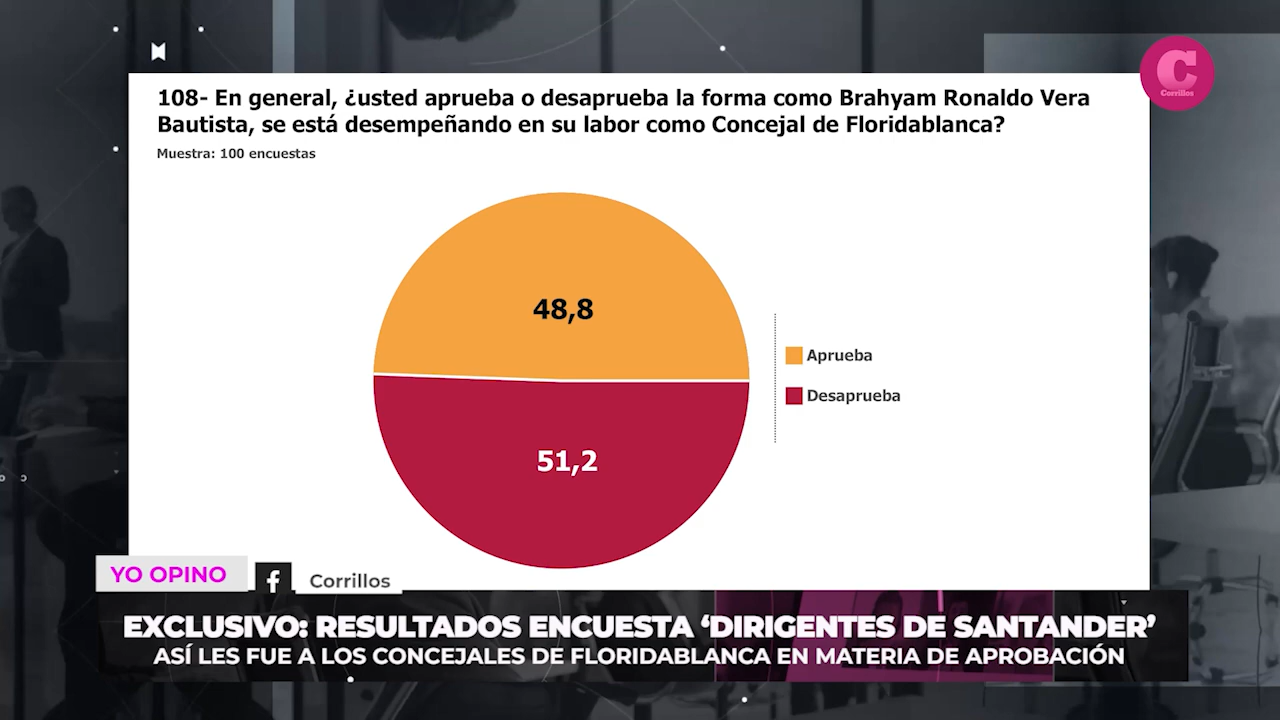 C
Corrillos
108- En general, ¿usted aprueba o desaprueba la forma como Brahyam Ronaldo Vera
Bautista, se está desempeñando en su labor como Concejal de Floridablanca?
Muestra: 100 encuestas
48,8
51,2
Aprueba
Desaprueba
YO OPINO
f
Corrillos
EXCLUSIVO: RESULTADOS ENCUESTA ‘DIRIGENTES DE SANTANDER’
ASÍ LES FUE A LOS CONCEJALES DE FLORIDABLANCA EN MATERIA DE APROBACIÓN